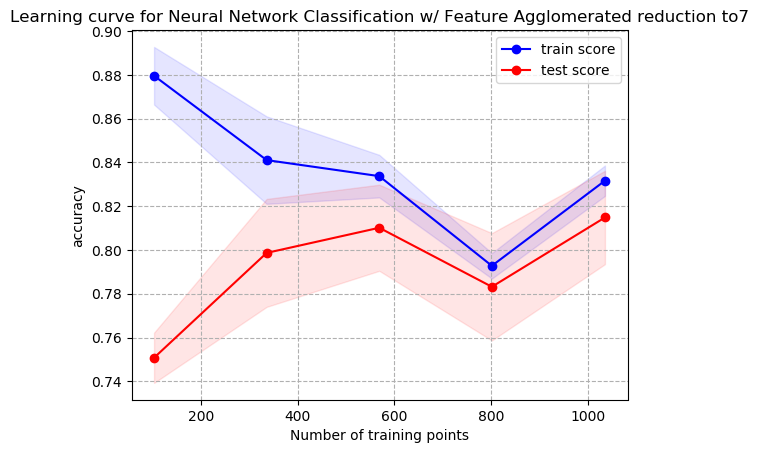 Learning curve for Neural Network Classification w/ Feature Agglomerated reduction to7
0.90
0.88
0.86
0.84
0.82
0.80
0.78
0.76
0.74
accuracy
train score
test score
200 400 600 800 1000
Number of training points